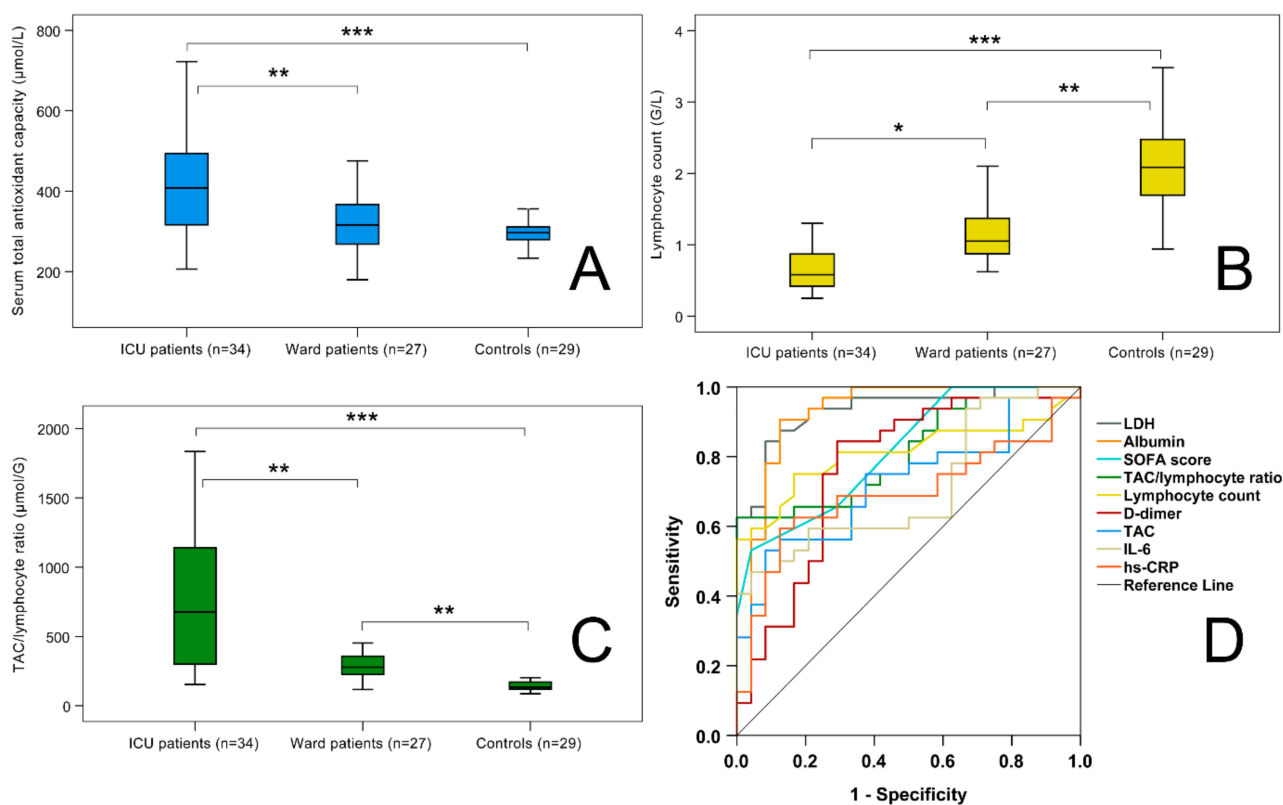 Serum total antioxidant capacity (μmol/L)
800
600
400
200
***
**
A
ICU patients (n=34)
Ward patients (n=27)
Controls (n=29)
Lymphocyte count (G/L)
4
3
2
1
0
***
**
*
B
ICU patients (n=34)
Ward patients (n=27)
Controls (n=29)
TAC/lymphocyte ratio (μmol/G)
2000
1500
1000
500
0
***
**
**
C
ICU patients (n=34)
Ward patients (n=27)
Controls (n=29)
Sensitivity
1.0
0.8
0.6
0.4
0.2
0.0
D
0.0
0.2
0.4
0.6
0.8
1.0
1 - Specificity
LDH
Albumin
SOFA score
TAC/lymphocyte ratio
Lymphocyte count
D-dimer
TAC
IL-6
hs-CRP
Reference Line